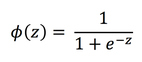 ϕ(z) = 1 / (1 + e^{−z})